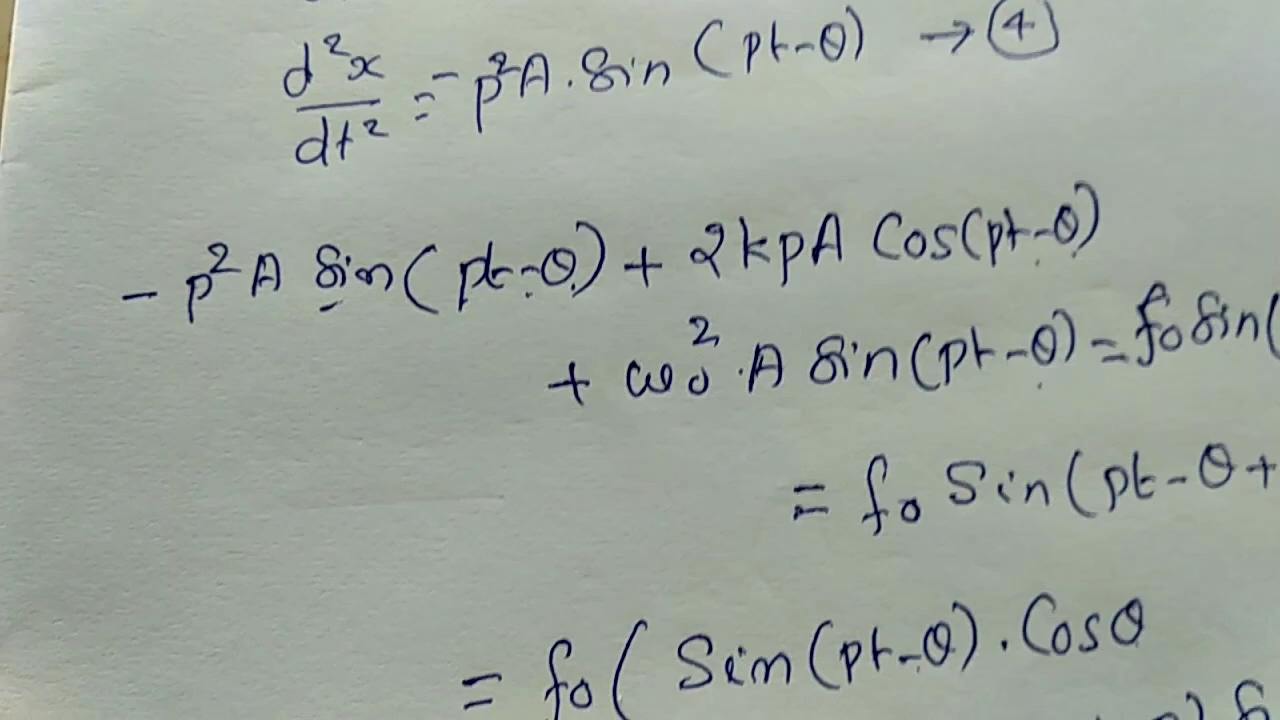 d²x/dt² = -p²A . Sin (pt-θ) → (4)
- p² A Sin( pt-θ) + 2kpA Cos(pt-θ)
+ ω₀² . A Sin(pt-θ) = f₀ Sin(
= f₀ Sin(pt-θ+
= f₀( Sin(pt-θ) . Cosθ